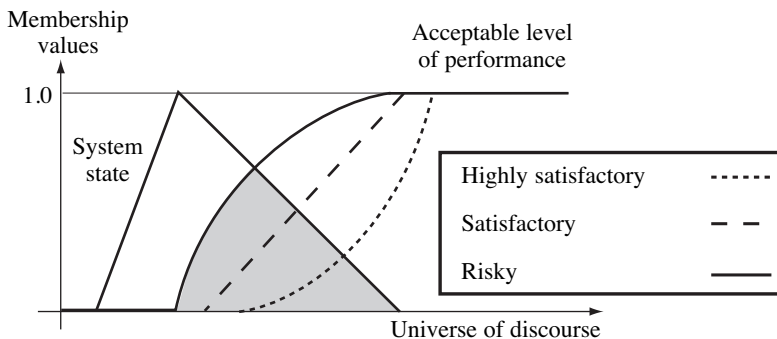 Membership
values
Acceptable level
of performance
1.0
System
state
Highly satisfactory
Satisfactory
Risky
Universe of discourse